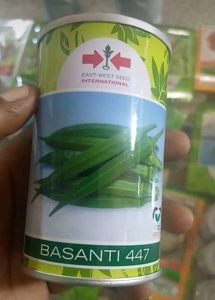 EAST-WEST SEED
INTERNATIONAL
BASANTI 447